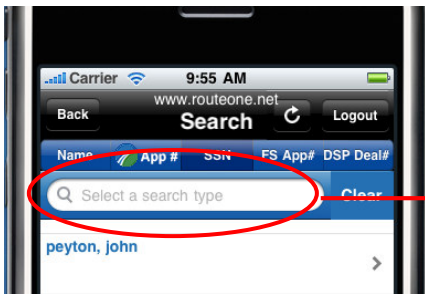 Carrier 9:55 AM
www.routeone.net
Back Search Logout
Name App # SSN FS App# DSP Deal#
Select a search type Clear
peyton, john